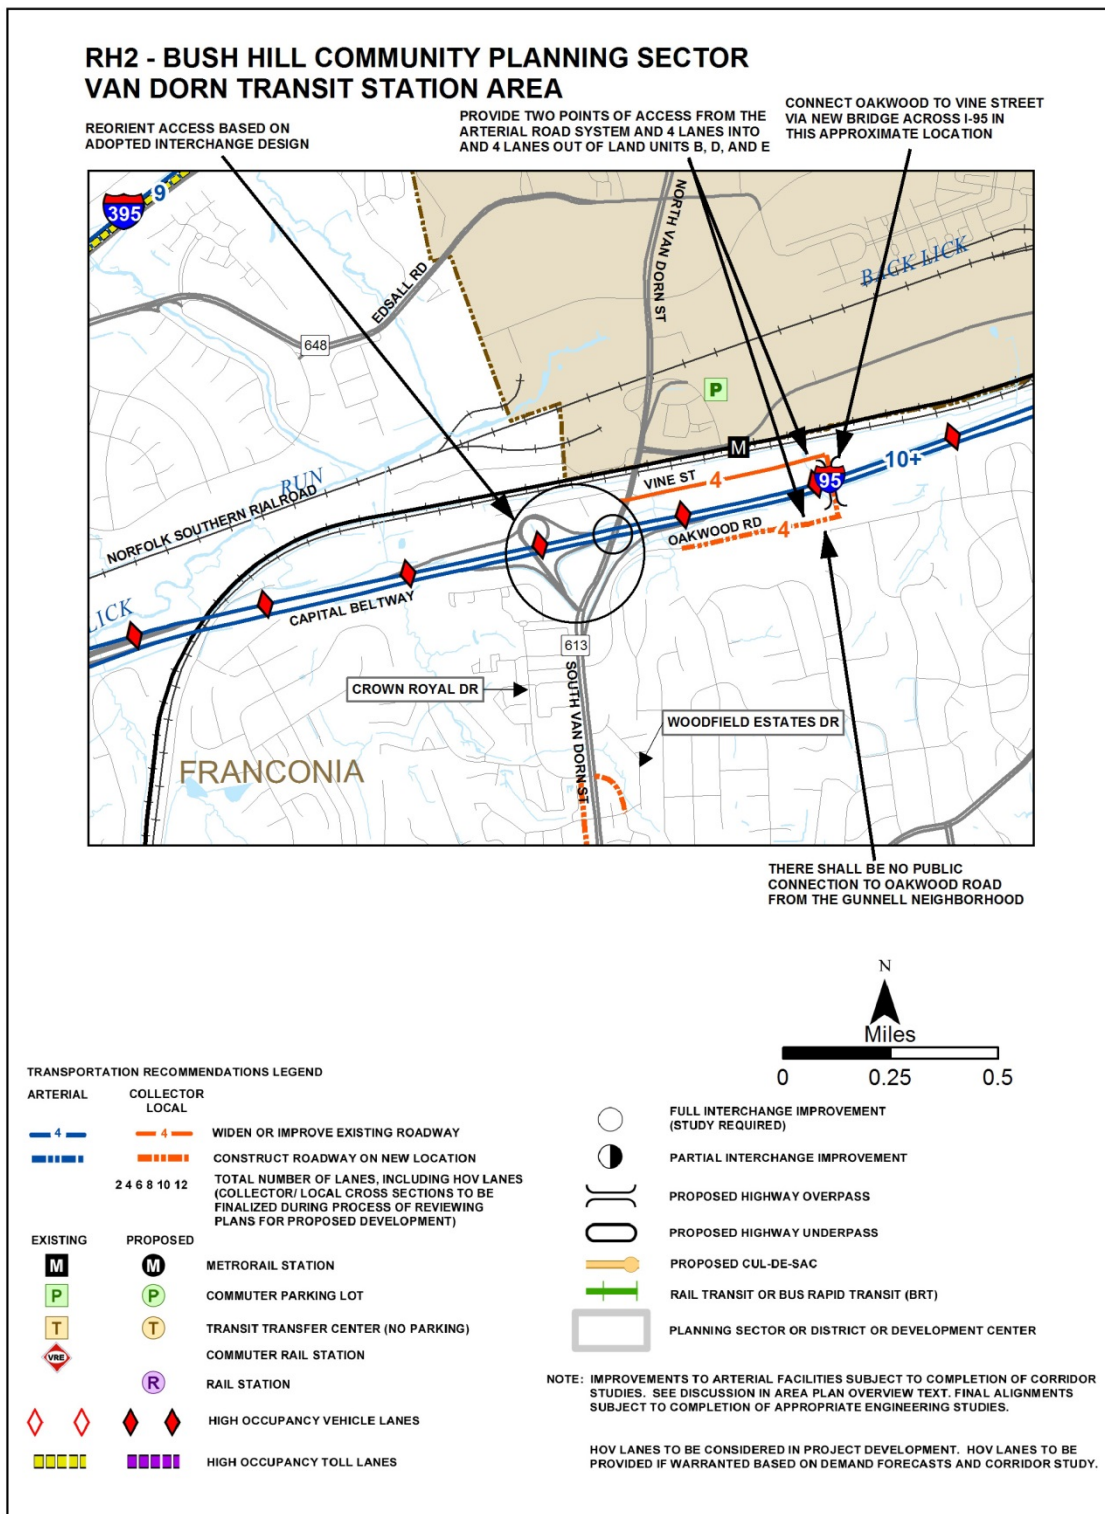 RH2 - BUSH HILL COMMUNITY PLANNING SECTOR
VAN DORN TRANSIT STATION AREA
REORIENT ACCESS BASED ON
ADOPTED INTERCHANGE DESIGN
PROVIDE TWO POINTS OF ACCESS FROM THE
ARTERIAL ROAD SYSTEM AND 4 LANES INTO
AND 4 LANES OUT OF LAND UNITS B, D, AND E
CONNECT OAKWOOD TO VINE STREET
VIA NEW BRIDGE ACROSS I-95 IN
THIS APPROXIMATE LOCATION
395
9
EDSALL RD
648
NORTH VAN DORN ST
BACK LICK
P
M
VINE ST
4
95
10+
RUN
NORFOLK SOUTHERN RIALROAD
OAKWOOD RD
4
LICK
CAPITAL BELTWAY
613
SOUTH VAN DORN ST
CROWN ROYAL DR
WOODFIELD ESTATES DR
FRANCONIA
THERE SHALL BE NO PUBLIC
CONNECTION TO OAKWOOD ROAD
FROM THE GUNNELL NEIGHBORHOOD
N
Miles
0 0.25 0.5
TRANSPORTATION RECOMMENDATIONS LEGEND
ARTERIAL COLLECTOR
LOCAL
4 4 WIDEN OR IMPROVE EXISTING ROADWAY
CONSTRUCT ROADWAY ON NEW LOCATION
2 4 6 8 10 12 TOTAL NUMBER OF LANES, INCLUDING HOV LANES
(COLLECTOR/ LOCAL CROSS SECTIONS TO BE
FINALIZED DURING PROCESS OF REVIEWING
PLANS FOR PROPOSED DEVELOPMENT)
EXISTING PROPOSED
M M METRORAIL STATION
P P COMMUTER PARKING LOT
T T TRANSIT TRANSFER CENTER (NO PARKING)
VRE COMMUTER RAIL STATION
R RAIL STATION
HIGH OCCUPANCY VEHICLE LANES
HIGH OCCUPANCY TOLL LANES
FULL INTERCHANGE IMPROVEMENT
(STUDY REQUIRED)
PARTIAL INTERCHANGE IMPROVEMENT
PROPOSED HIGHWAY OVERPASS
PROPOSED HIGHWAY UNDERPASS
PROPOSED CUL-DE-SAC
RAIL TRANSIT OR BUS RAPID TRANSIT (BRT)
PLANNING SECTOR OR DISTRICT OR DEVELOPMENT CENTER
NOTE: IMPROVEMENTS TO ARTERIAL FACILITIES SUBJECT TO COMPLETION OF CORRIDOR
STUDIES. SEE DISCUSSION IN AREA PLAN OVERVIEW TEXT. FINAL ALIGNMENTS
SUBJECT TO COMPLETION OF APPROPRIATE ENGINEERING STUDIES.
HOV LANES TO BE CONSIDERED IN PROJECT DEVELOPMENT. HOV LANES TO BE
PROVIDED IF WARRANTED BASED ON DEMAND FORECASTS AND CORRIDOR STUDY.